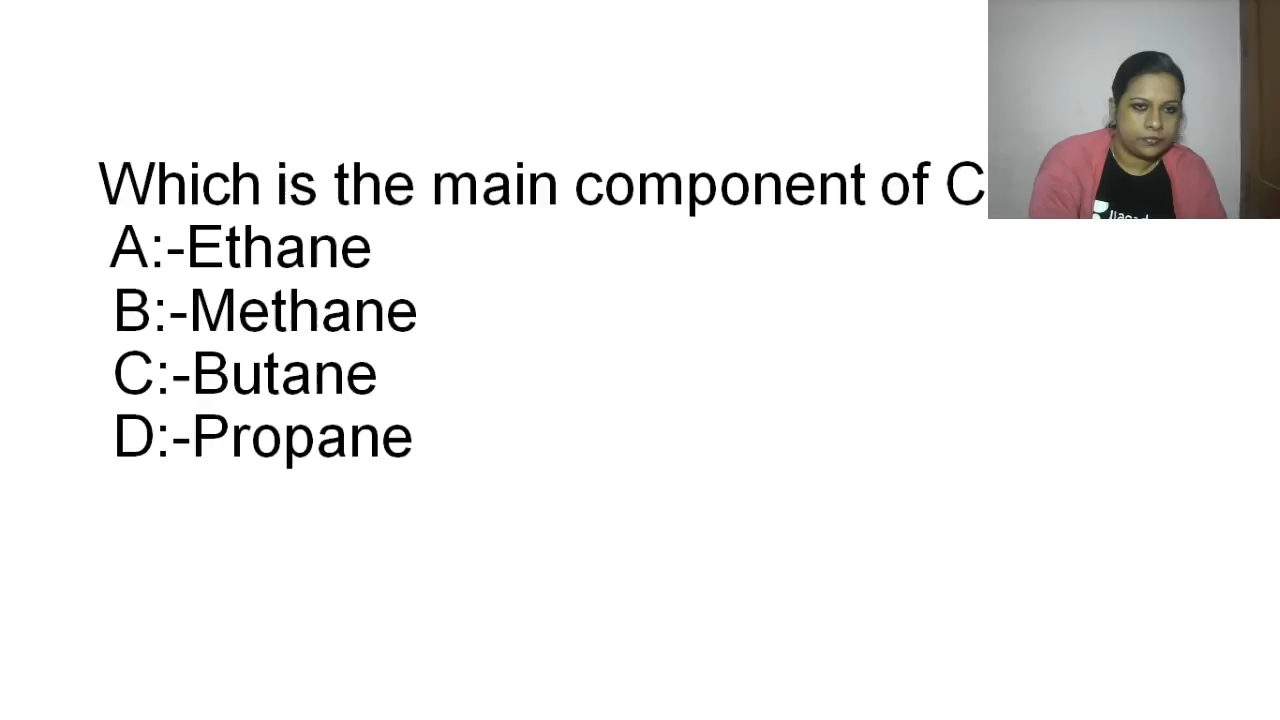 Which is the main component of C
A:-Ethane
B:-Methane
C:-Butane
D:-Propane